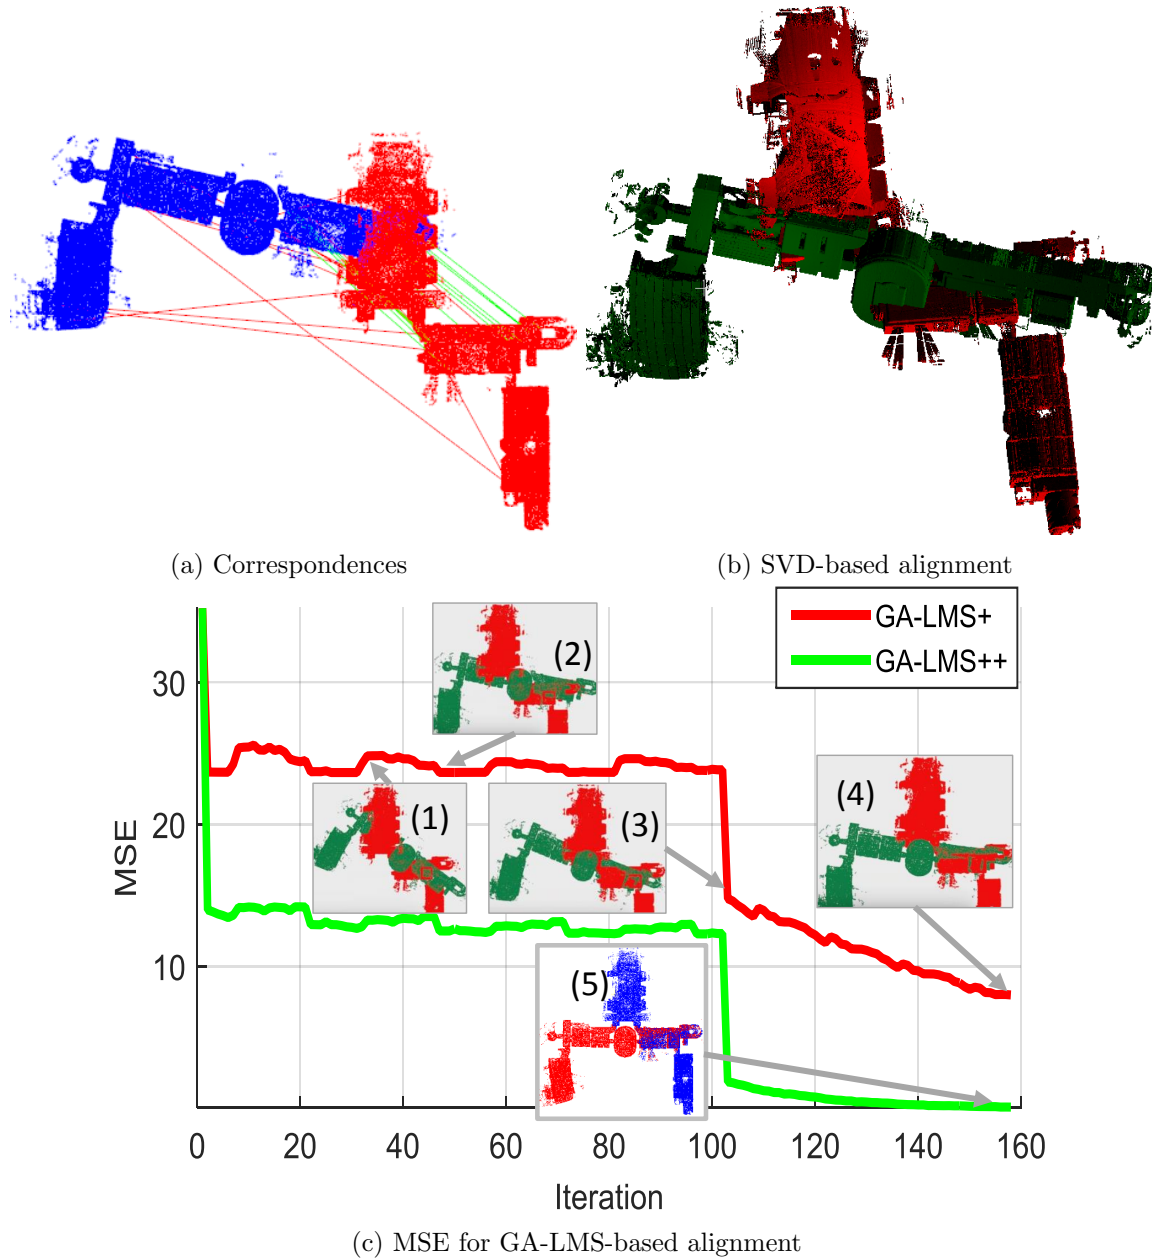 (a) Correspondences
(b) SVD-based alignment
GA-LMS+
GA-LMS++
MSE
30
20
10
(1)
(2)
(3)
(4)
(5)
0 20 40 60 80 100 120 140 160
Iteration
(c) MSE for GA-LMS-based alignment